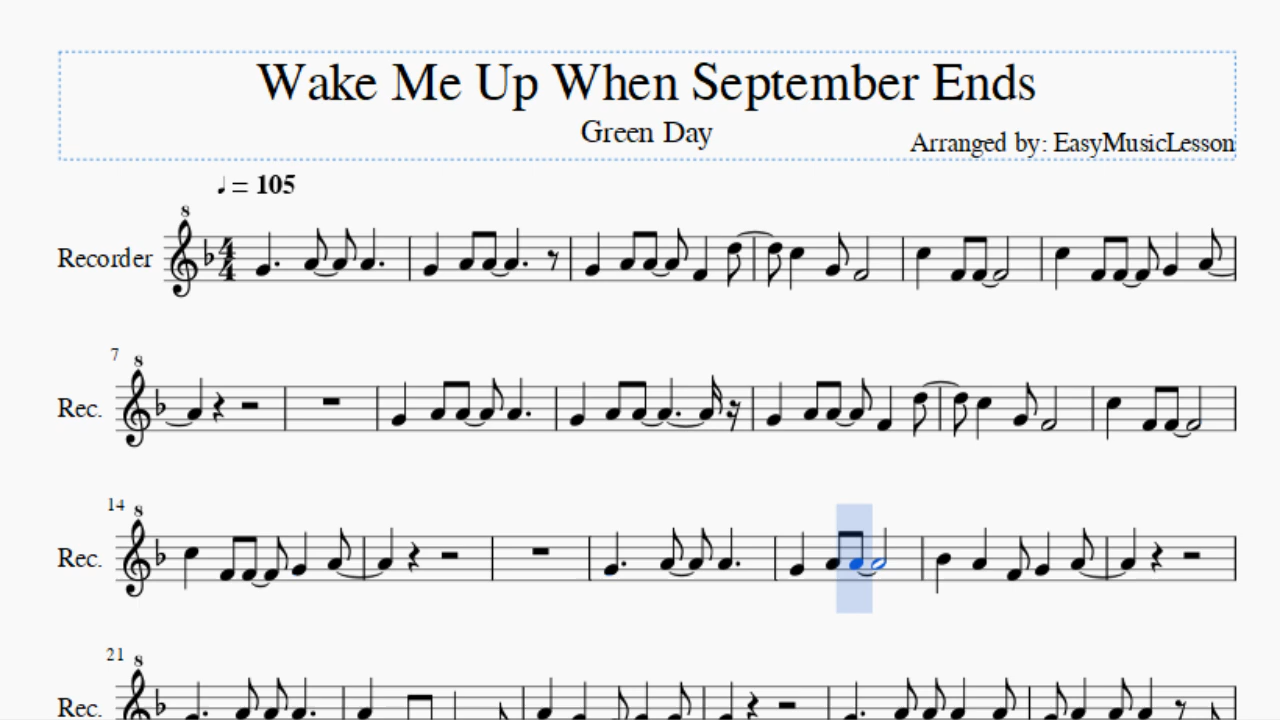 Wake Me Up When September Ends
Green Day
Arranged by: EasyMusicLesson
♩ = 105
8
Recorder
4
4
7
8
Rec.
14
8
Rec.
21
8
Rec.